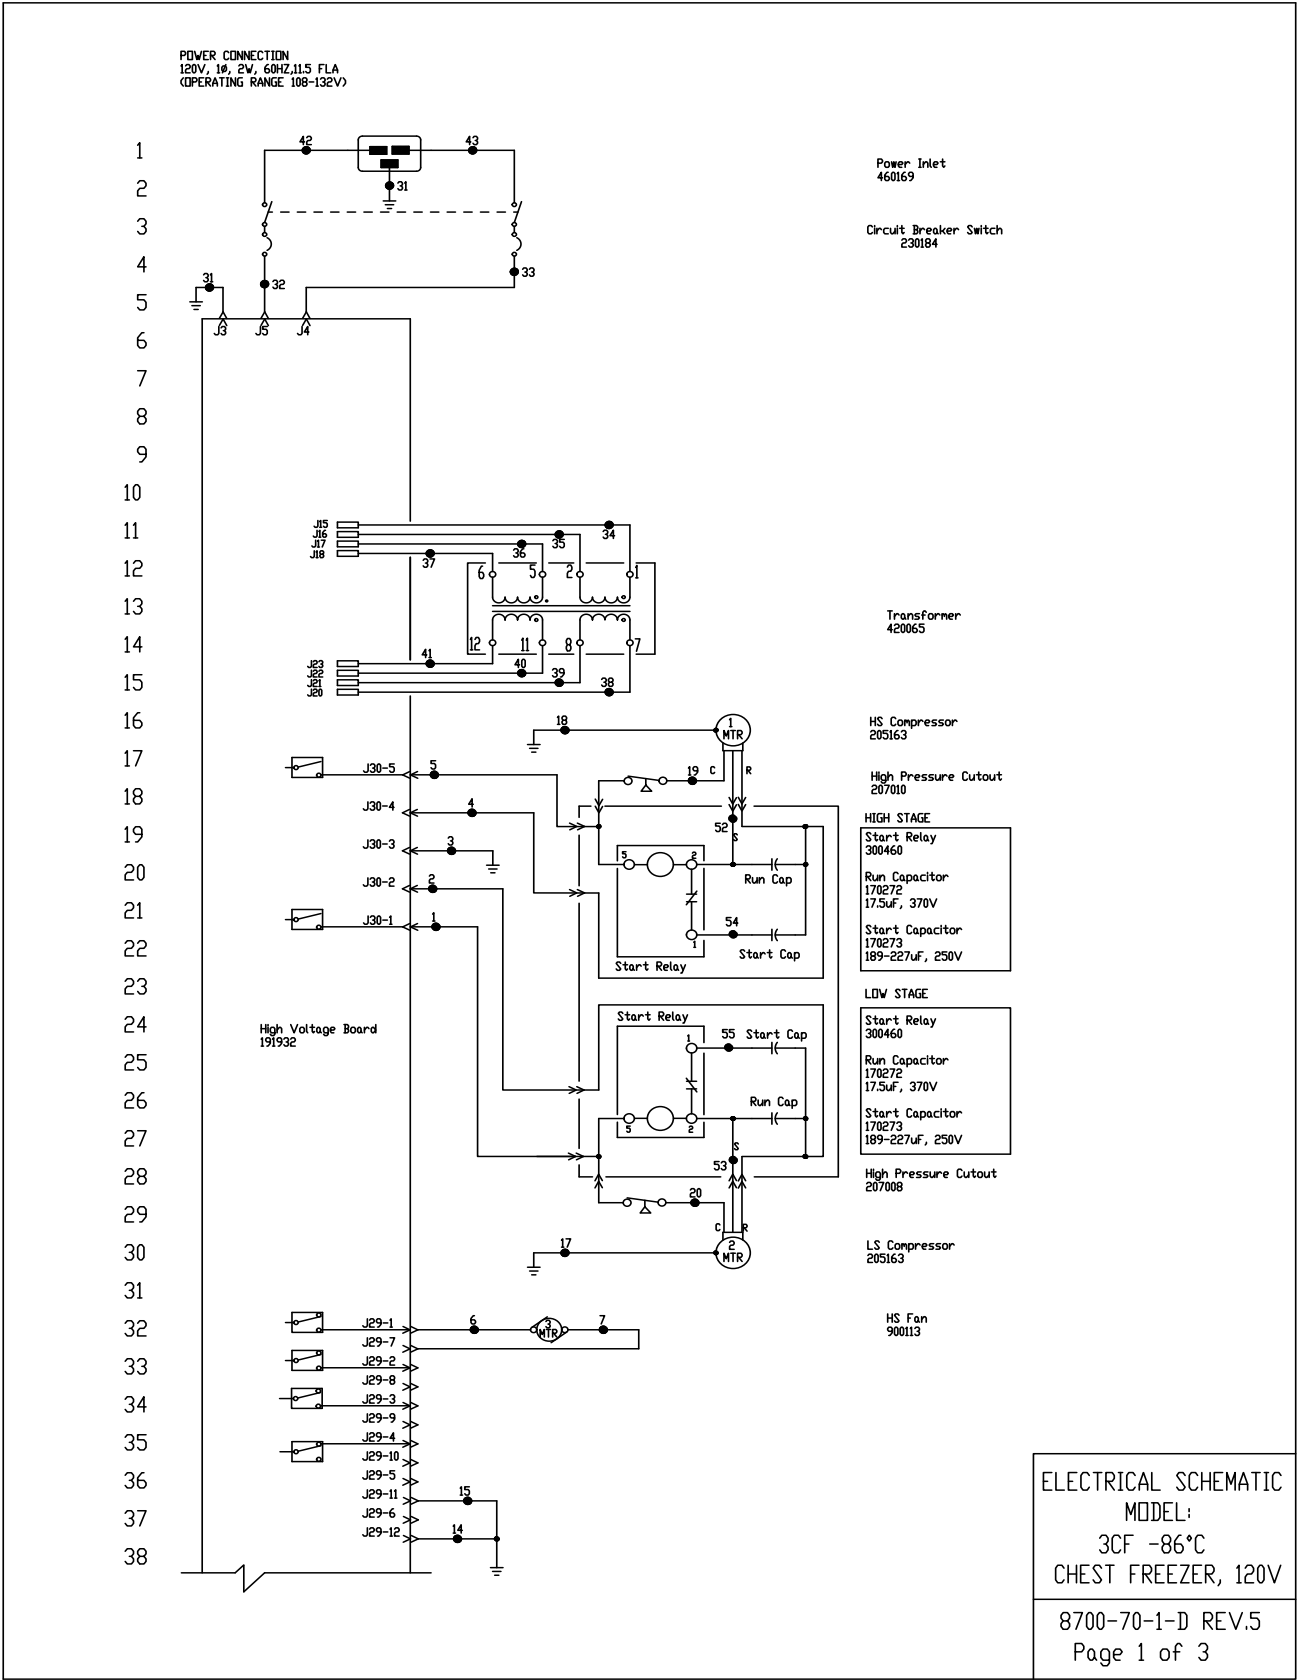 POWER CONNECTION
120V, 1ø, 2W, 60HZ,11.5 FLA
(OPERATING RANGE 108-132V)
1
42
43
Power Inlet
460169
2
31
3
Circuit Breaker Switch
230184
4
33
31
32
5
J3
J5
J4
6
7
8
9
10
11
J15
J16
J17
J18
34
35
36
37
12
6
5
2
1
13
Transformer
420065
14
12
11
8
7
41
40
39
38
15
J23
J22
J21
J20
16
18
1
MTR
HS Compressor
205163
17
J30-5
5
19
C
R
High Pressure Cutout
207010
18
J30-4
4
HIGH STAGE
19
52
S
Start Relay
300460
J30-3
3
5
2
20
Run Cap
Run Capacitor
170272
17.5uF, 370V
J30-2
2
21
J30-1
1
54
1
Start Capacitor
170273
189-227uF, 250V
22
Start Cap
Start Relay
23
LOW STAGE
24
High Voltage Board
191932
Start Relay
Start Relay
300460
55
Start Cap
1
25
Run Capacitor
170272
17.5uF, 370V
26
Run Cap
Start Capacitor
170273
189-227uF, 250V
5
2
27
S
53
28
High Pressure Cutout
207008
20
29
C
R
30
17
2
MTR
LS Compressor
205163
31
32
J29-1
6
3
MTR
7
HS Fan
900113
J29-7
33
J29-2
J29-8
34
J29-3
J29-9
35
J29-4
J29-10
36
J29-5
J29-11
15
37
J29-6
J29-12
14
38
ELECTRICAL SCHEMATIC
MODEL:
3CF -86°C
CHEST FREEZER, 120V
8700-70-1-D REV.5
Page 1 of 3